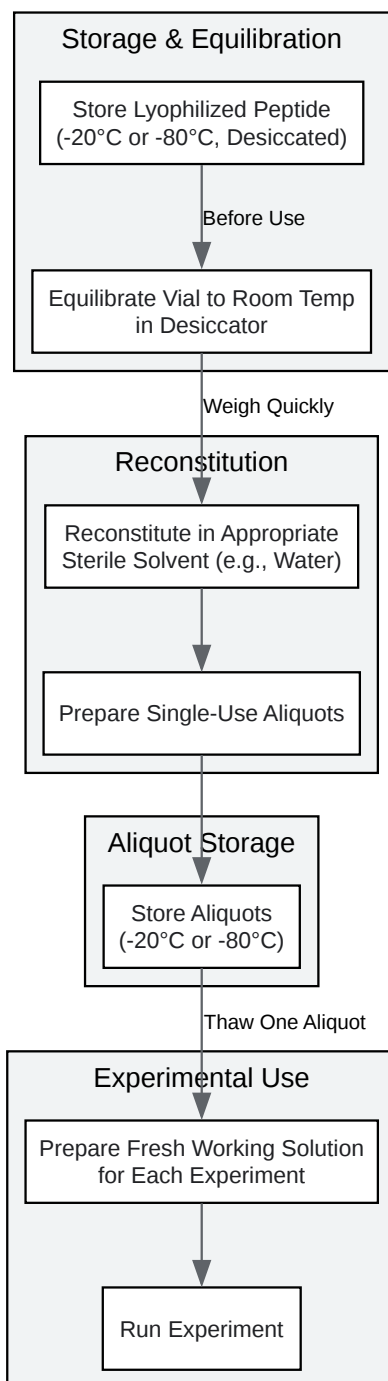 Storage & Equilibration
Store Lyophilized Peptide
(-20°C or -80°C, Desiccated)
Before Use
Equilibrate Vial to Room Temp
in Desiccator
Weigh Quickly
Reconstitution
Reconstitute in Appropriate
Sterile Solvent (e.g., Water)
Prepare Single-Use Aliquots
Aliquot Storage
Store Aliquots
(-20°C or -80°C)
Thaw One Aliquot
Experimental Use
Prepare Fresh Working Solution
for Each Experiment
Run Experiment